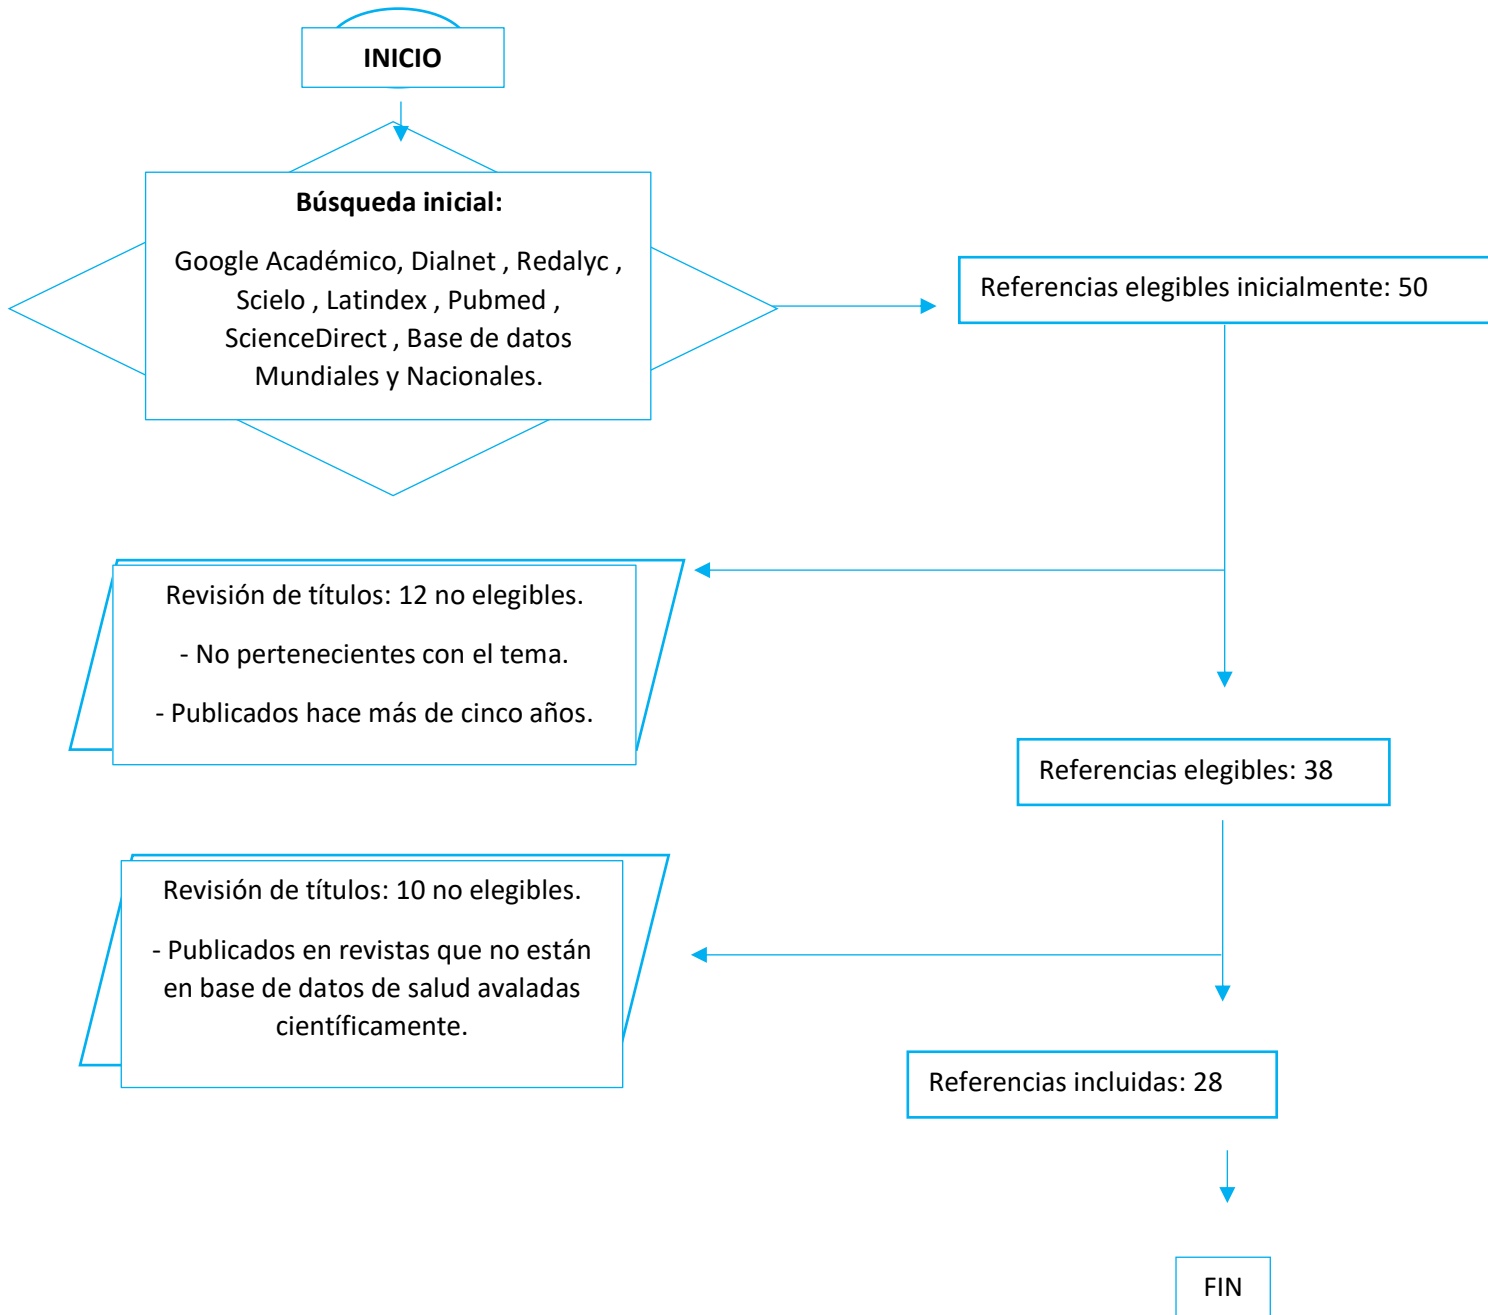 INICIO
Búsqueda inicial:
Google Académico, Dialnet , Redalyc ,
Scielo , Latindex , Pubmed ,
ScienceDirect , Base de datos
Mundiales y Nacionales.
Referencias elegibles inicialmente: 50
Revisión de títulos: 12 no elegibles.
- No pertenecientes con el tema.
- Publicados hace más de cinco años.
Referencias elegibles: 38
Revisión de títulos: 10 no elegibles.
- Publicados en revistas que no están
en base de datos de salud avaladas
científicamente.
Referencias incluidas: 28
FIN